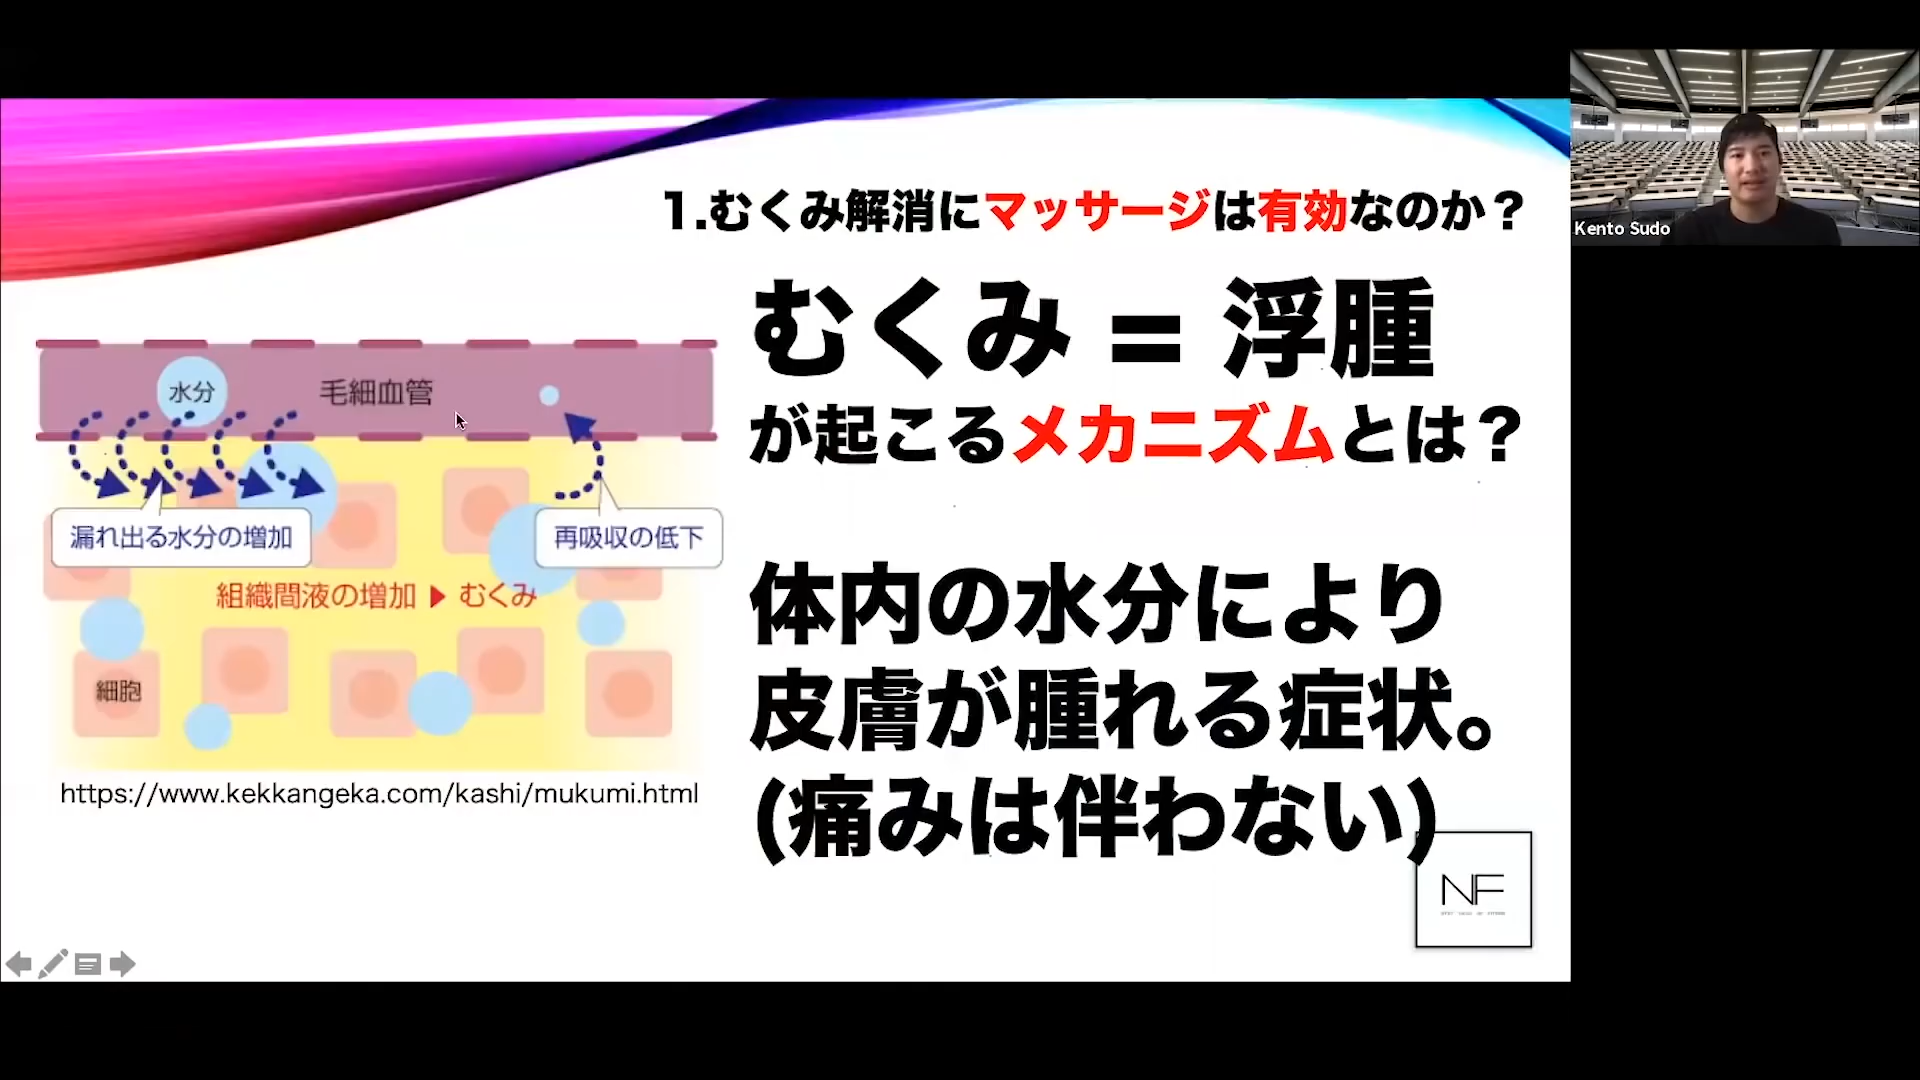 1.むくみ解消にマッサージは有効なのか？
むくみ = 浮腫
が起こるメカニズムとは？
水分
毛細血管
漏れ出る水分の増加
再吸収の低下
組織間液の増加 ▶ むくみ
細胞
https://www.kekkangeka.com/kashi/mukumi.html
体内の水分により
皮膚が腫れる症状。
(痛みは伴わない)
NF
Kento Sudo